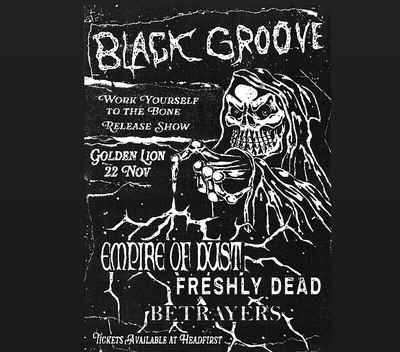 BLACK GROOVE
WORK YOURSELF
TO THE BONE
RELEASE SHOW
GOLDEN LION
22 NOV
EMPIRE OF DUST
FRESHLY DEAD
BETRAYERS
TICKETS AVAILABLE AT HEADFIRST